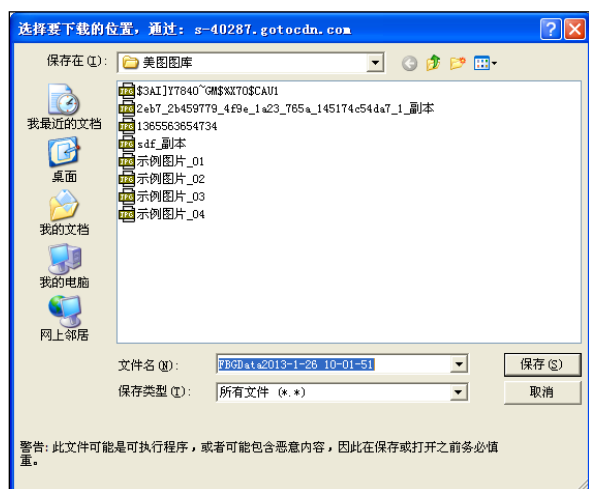 选择要下载的位置，通过: s-40287.gotocdn.com
保存在(I):
美图图库
$3AI]Y7840~GM$%X70$CAU1
2eb7_2b459779_4f9e_1a23_765a_145174c54da7_1_副本
1365563654734
sdf_副本
示例图片_01
示例图片_02
示例图片_03
示例图片_04
我最近的文档
桌面
我的文档
我的电脑
网上邻居
文件名(N):
FBGData2013-1-26 10-01-51
保存(S)
保存类型(T):
所有文件 (*.*)
取消
警告: 此文件可能是可执行程序，或者可能包含恶意内容，因此在保存或打开之前务必慎
重。